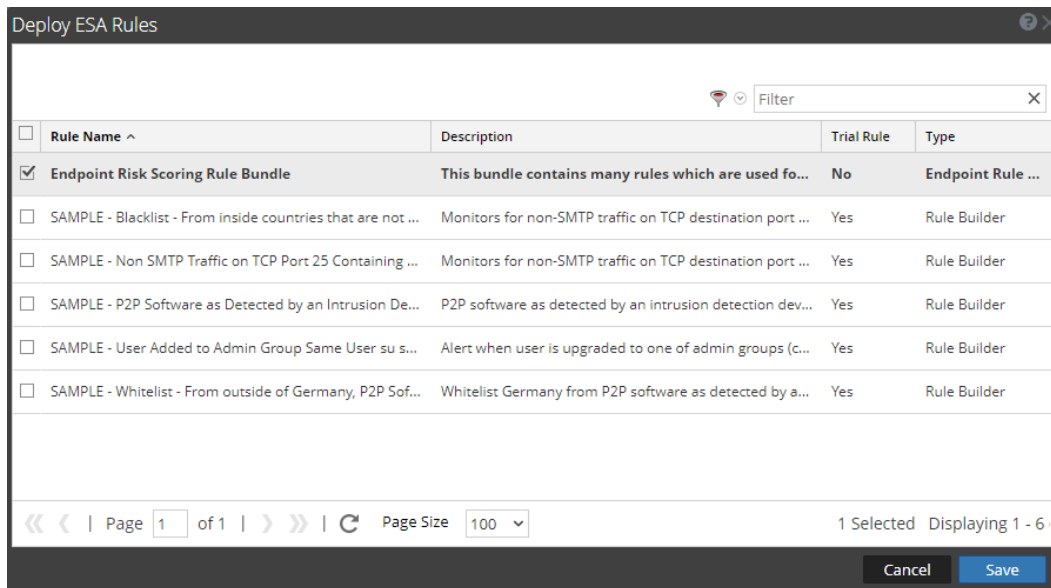 Deploy ESA Rules
Filter
Rule Name Description Trial Rule Type
Endpoint Risk Scoring Rule Bundle This bundle contains many rules which are used fo... No Endpoint Rule ...
SAMPLE - Blacklist - From inside countries that are not ... Monitors for non-SMTP traffic on TCP destination port ... Yes Rule Builder
SAMPLE - Non SMTP Traffic on TCP Port 25 Containing ... Monitors for non-SMTP traffic on TCP destination port ... Yes Rule Builder
SAMPLE - P2P Software as Detected by an Intrusion De... P2P software as detected by an intrusion detection dev... Yes Rule Builder
SAMPLE - User Added to Admin Group Same User su s... Alert when user is upgraded to one of admin groups (c... Yes Rule Builder
SAMPLE - Whitelist - From outside of Germany, P2P Sof... Whitelist Germany from P2P software as detected by a... Yes Rule Builder
| Page 1 of 1 | | Page Size 100 1 Selected Displaying 1 - 6
Cancel Save